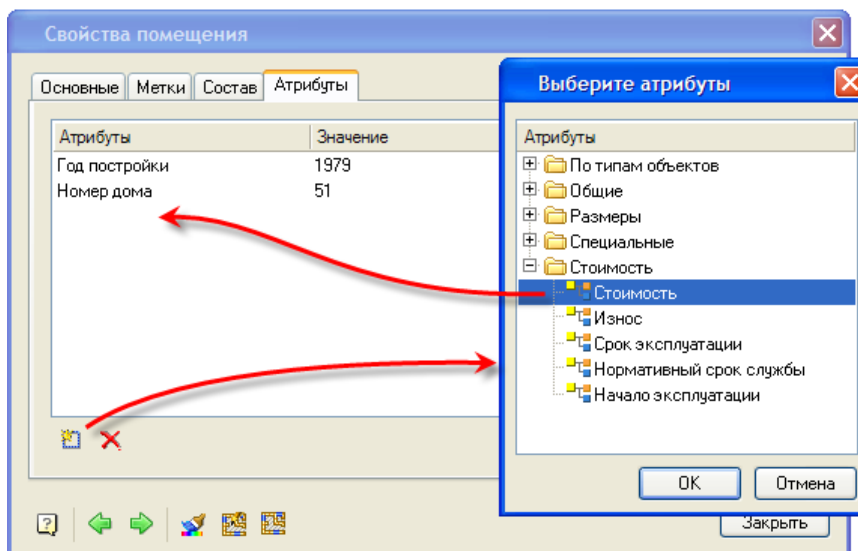 Свойства помещения
Основные Метки Состав Атрибуты
Атрибуты Значение
Год постройки 1979
Номер дома 51
Выберите атрибуты
Атрибуты
По типам объектов
Общие
Размеры
Специальные
Стоимость
Стоимость
Износ
Срок эксплуатации
Нормативный срок службы
Начало эксплуатации
OK Отмена
Закрыть